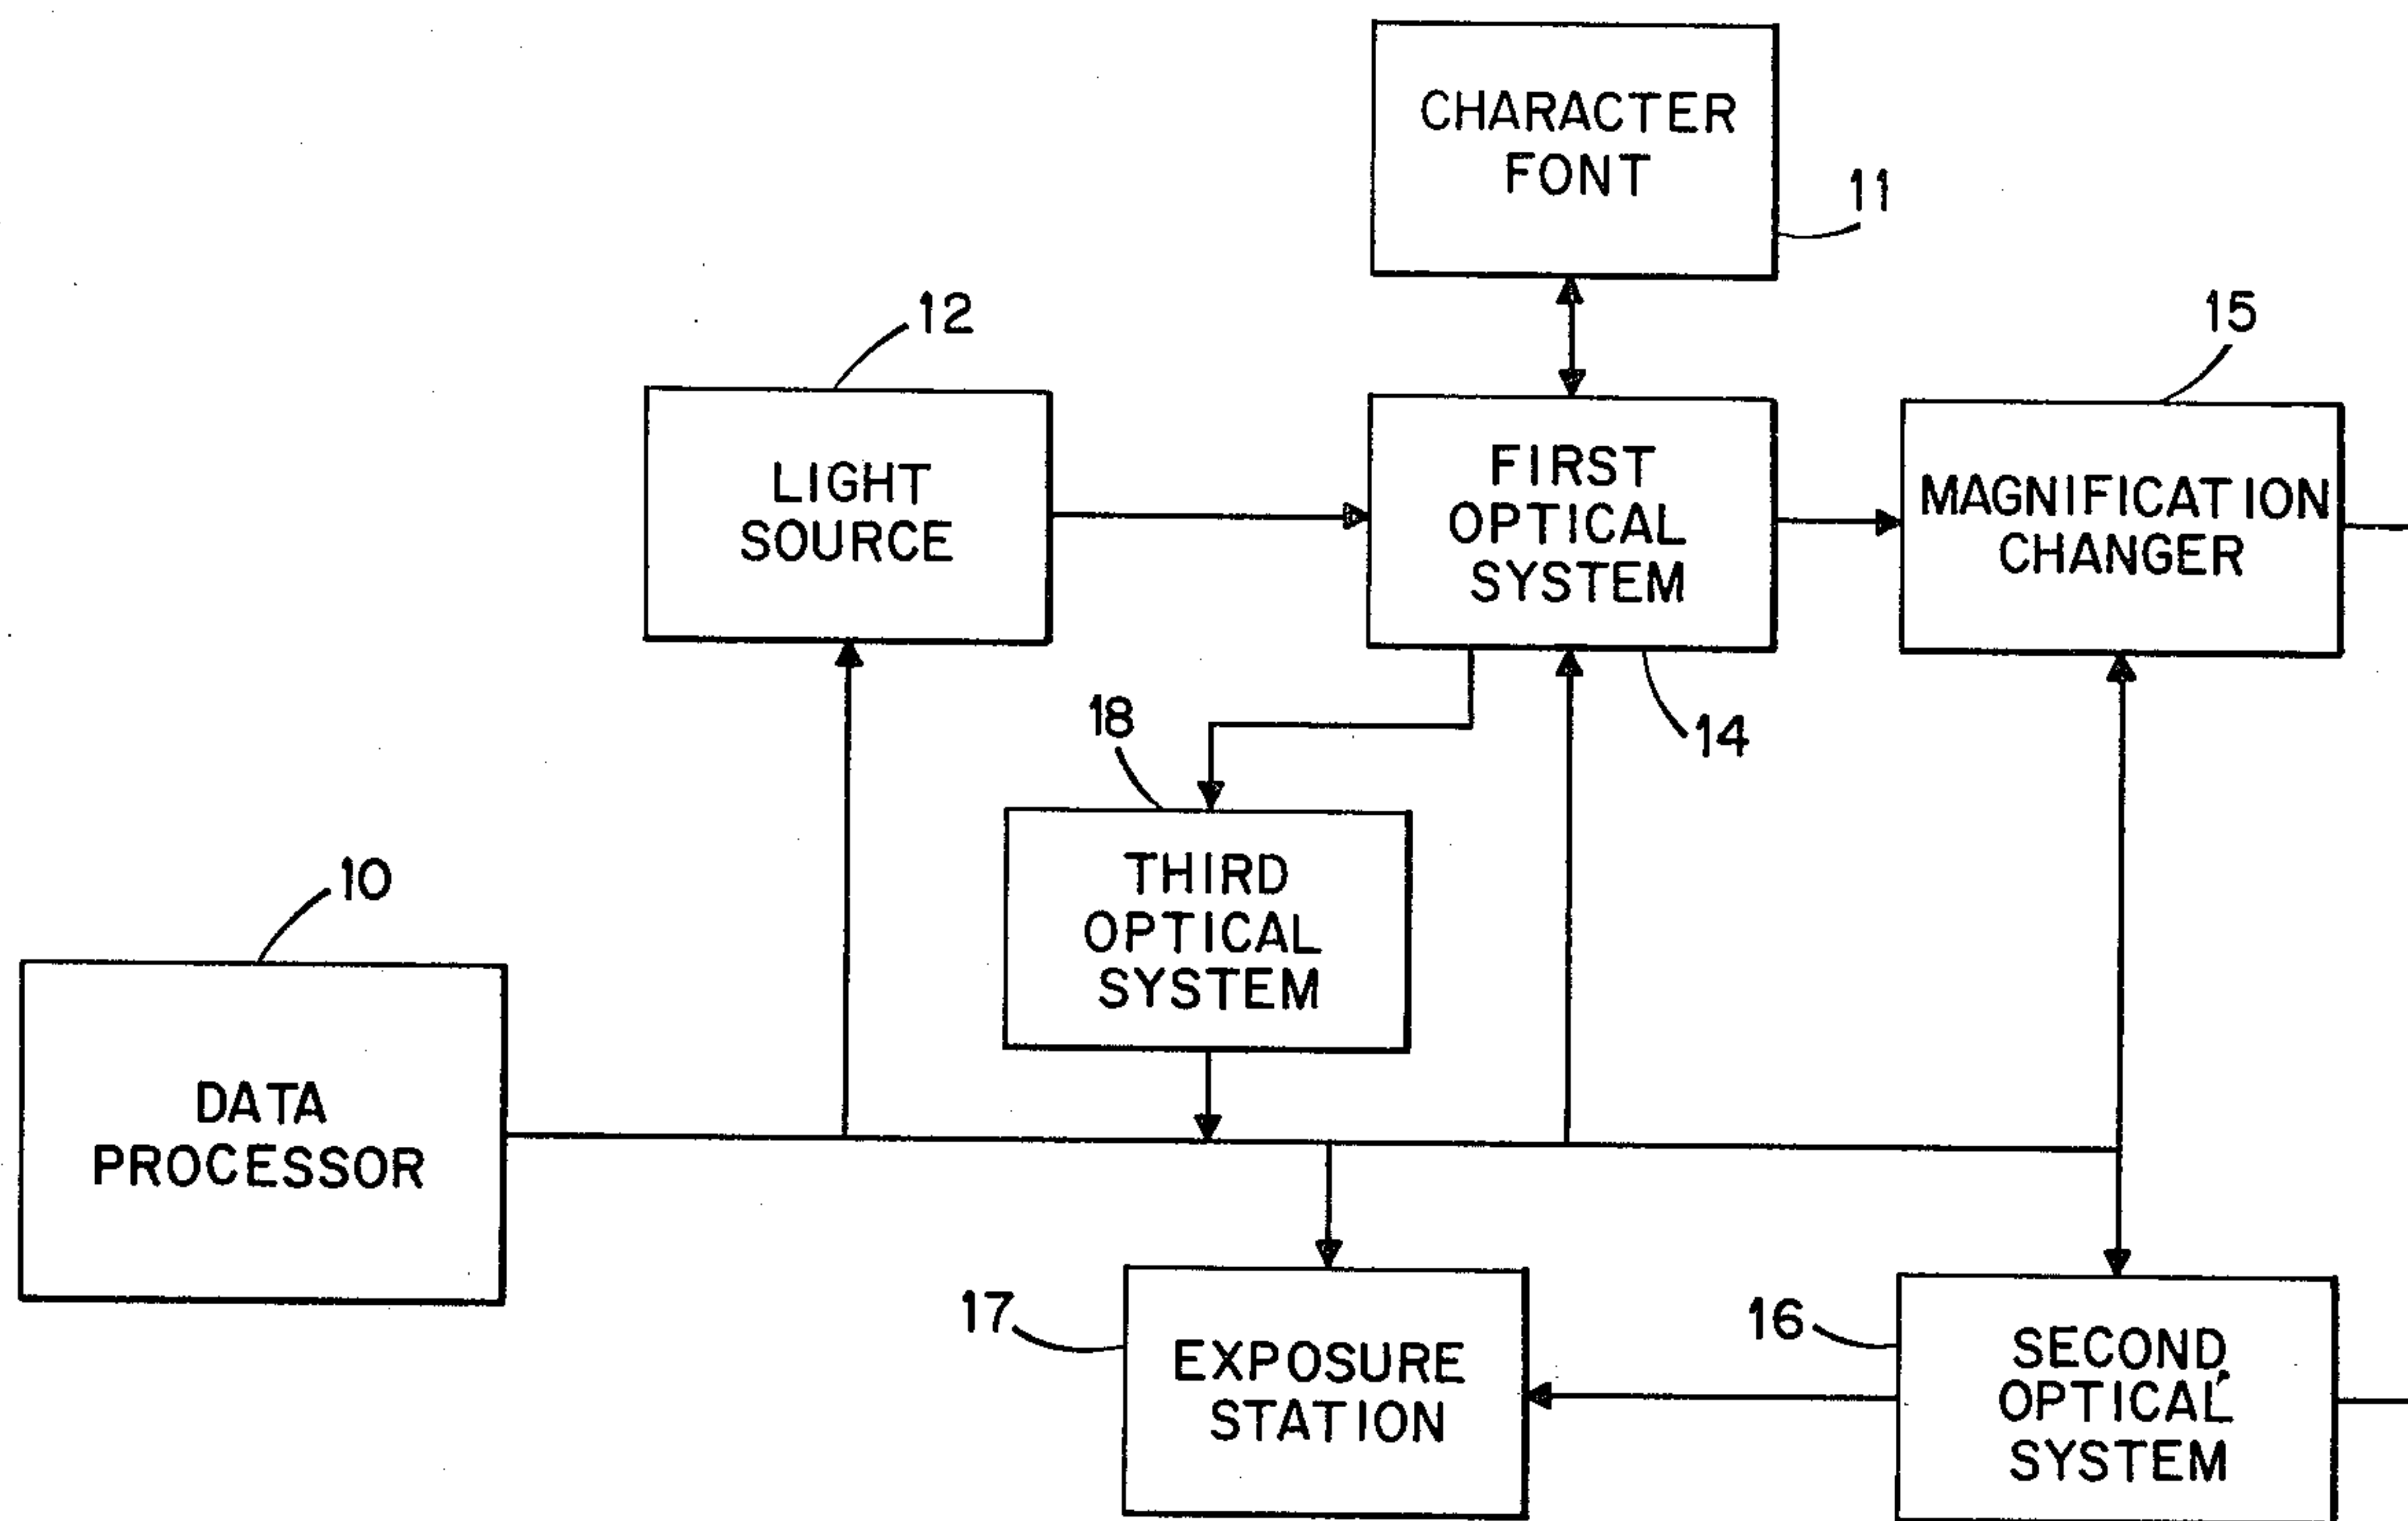 CHARACTER
FONT
11
12
15
LIGHT
SOURCE
FIRST
OPTICAL
SYSTEM
MAGNIFICATION
CHANGER
18
14
10
THIRD
OPTICAL
SYSTEM
DATA
PROCESSOR
17
EXPOSURE
STATION
16
SECOND
OPTICAL
SYSTEM